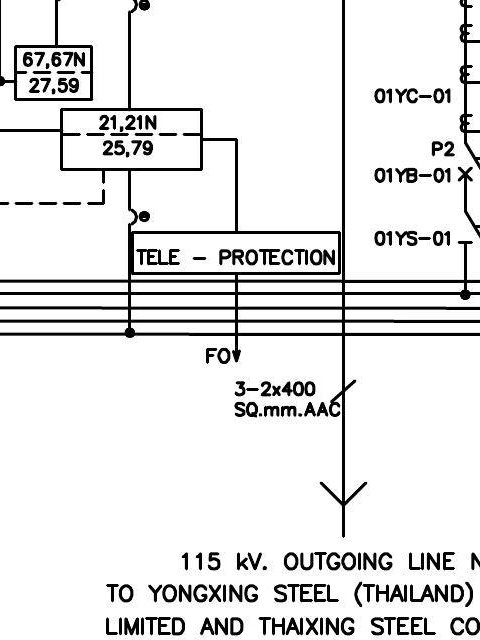 67,67N
27,59
01YC-01
21,21N
25,79
P2
01YB-01
01YS-01
TELE - PROTECTION
FO
3-2x400
SQ.mm.AAC
115 kV. OUTGOING LINE
TO YONGXING STEEL (THAILAND)
LIMITED AND THAIXING STEEL CO